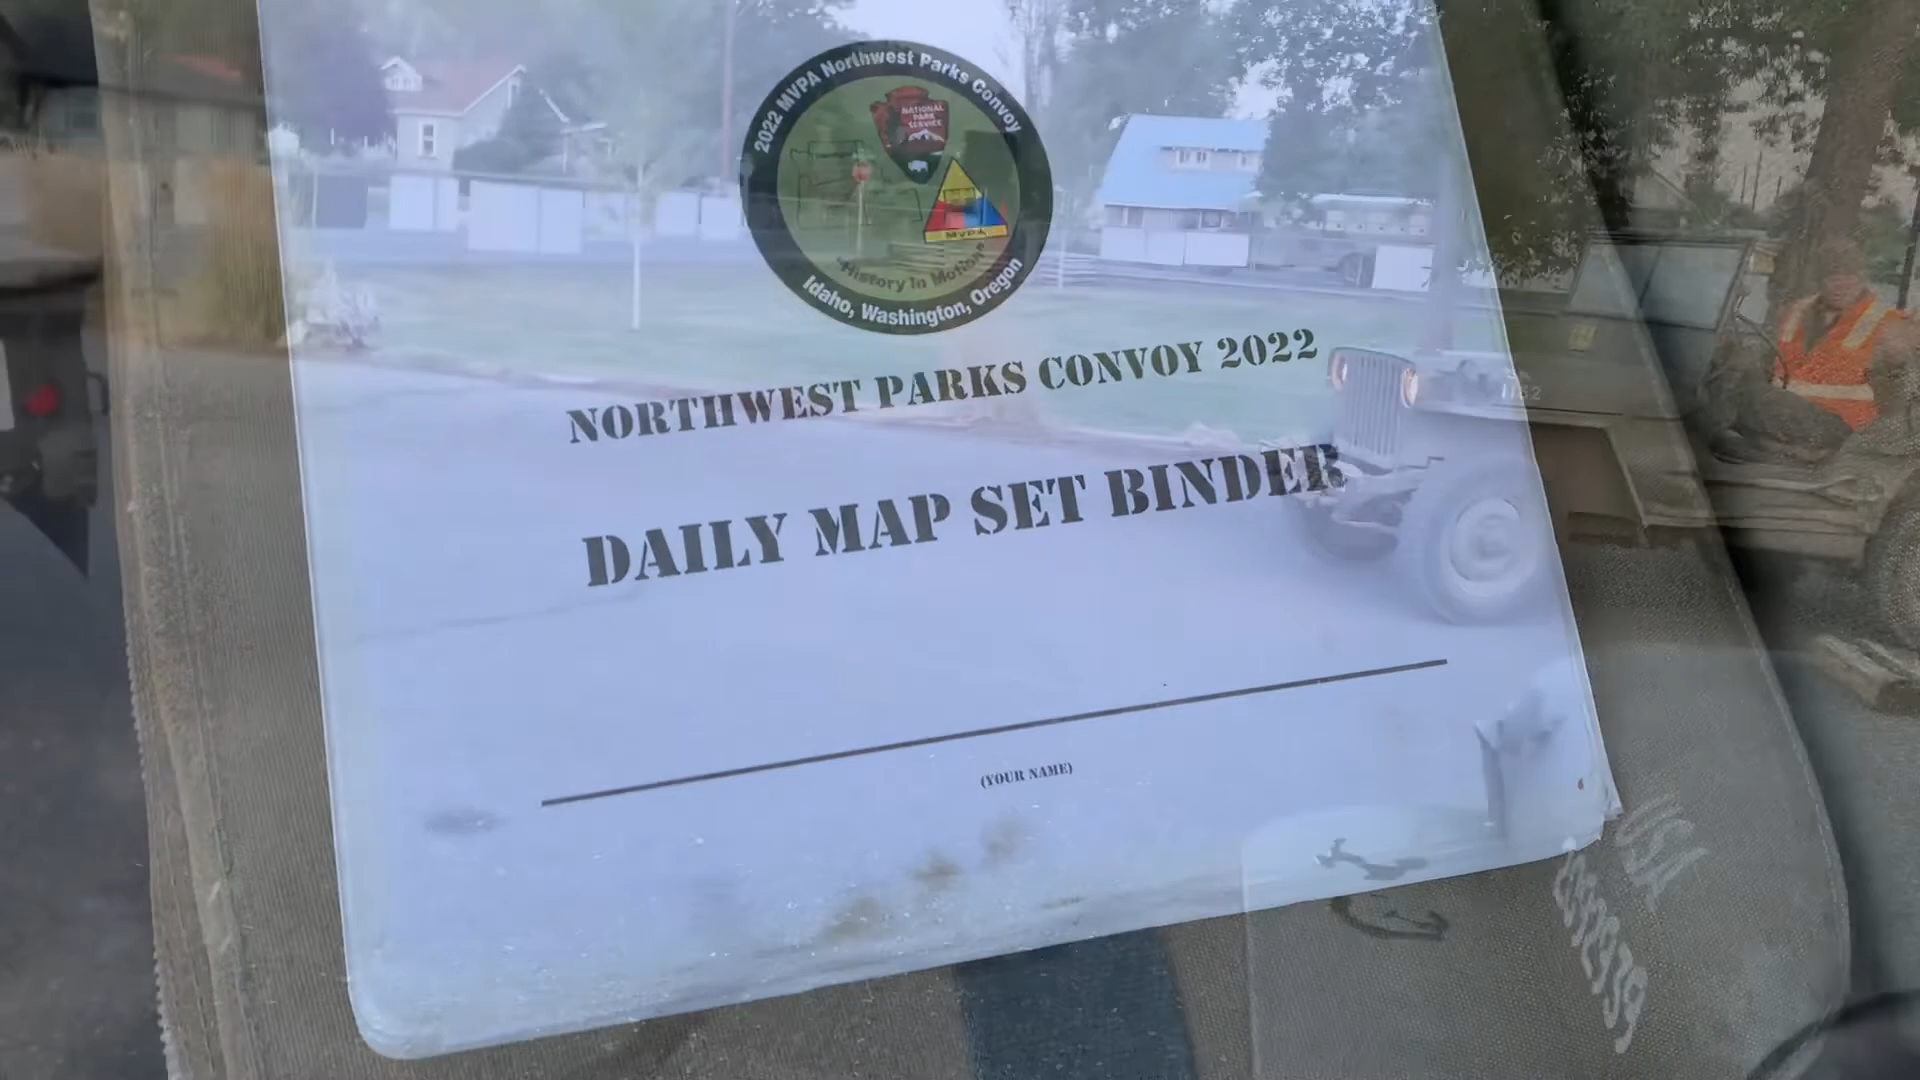 2022 MVPA Northwest Parks Convoy
NATIONAL
PARK
SERVICE
MVPA
"History In Motion"®
Idaho, Washington, Oregon
NORTHWEST PARKS CONVOY 2022
DAILY MAP SET BINDER
(YOUR NAME)
USA